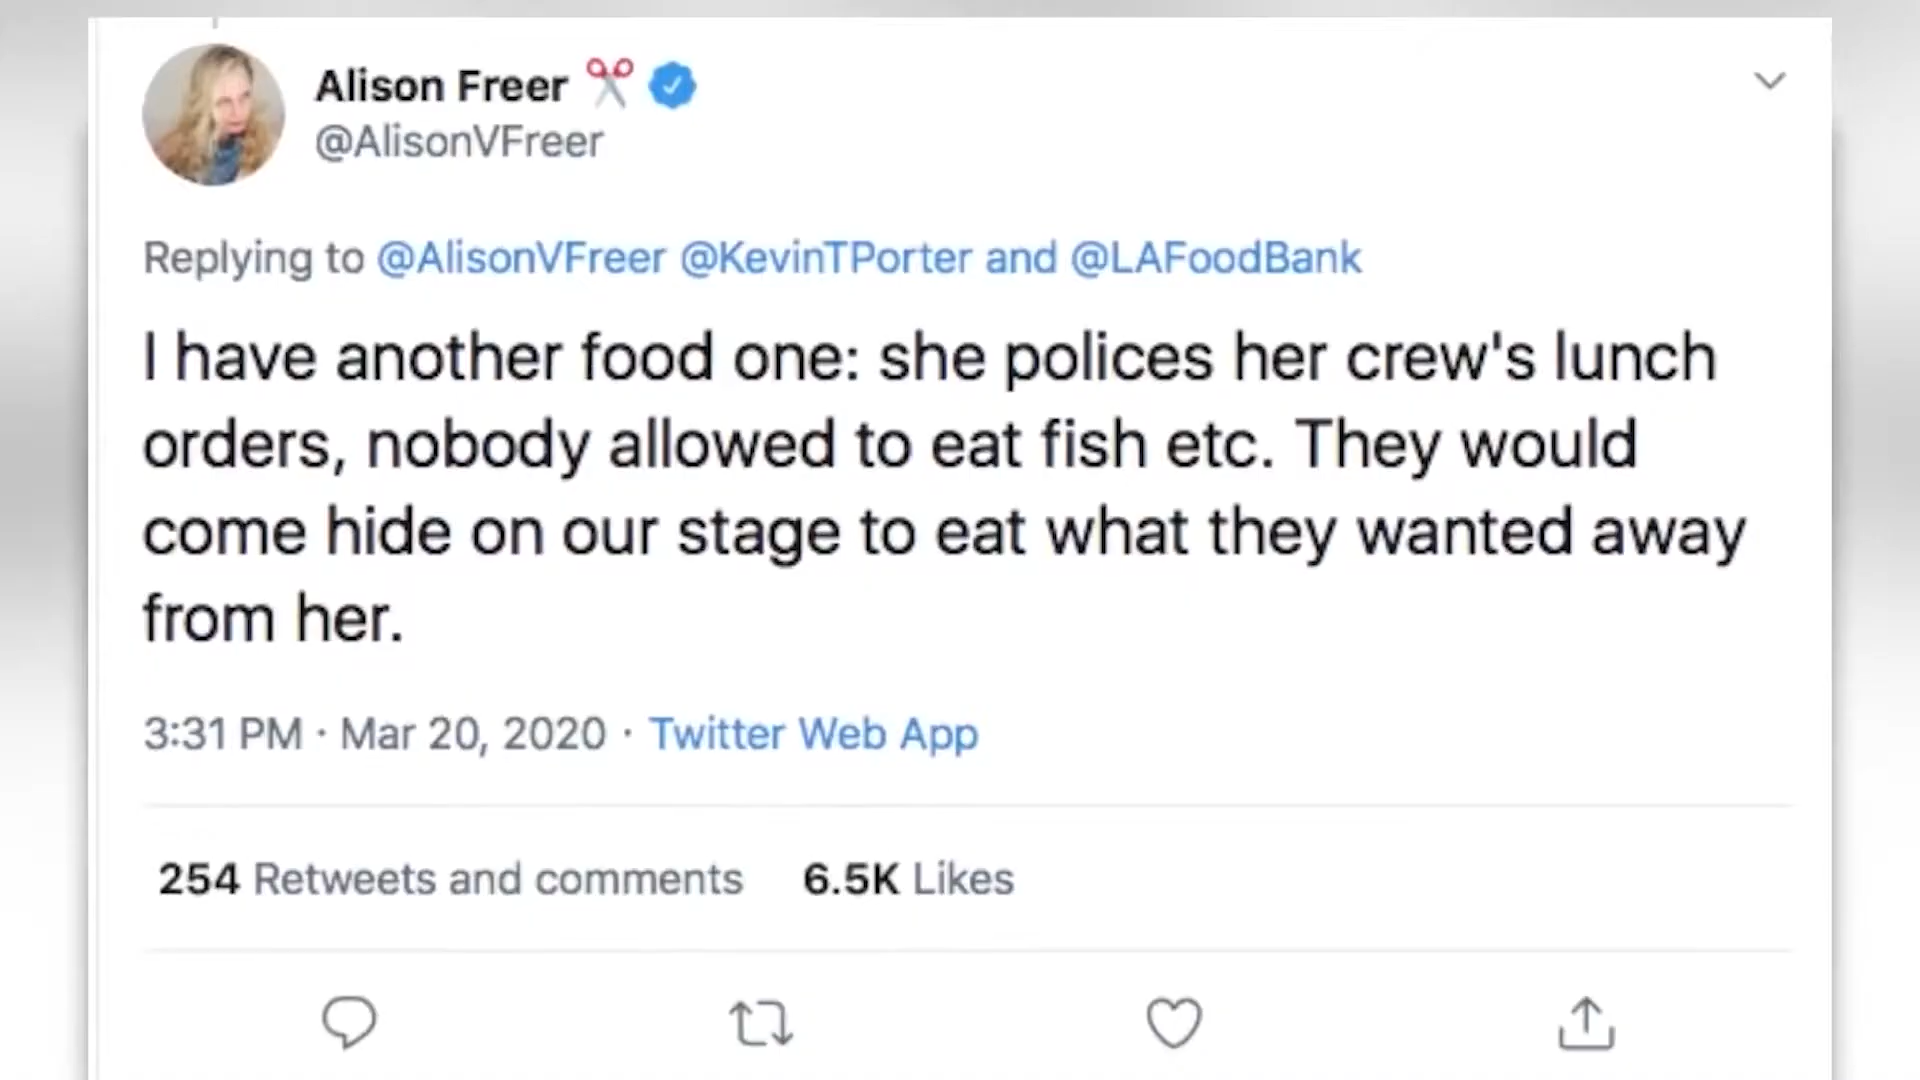 Alison Freer
@AlisonVFreer
Replying to @AlisonVFreer @KevinTPorter and @LAFoodBank
I have another food one: she polices her crew's lunch
orders, nobody allowed to eat fish etc. They would
come hide on our stage to eat what they wanted away
from her.
3:31 PM · Mar 20, 2020 · Twitter Web App
254 Retweets and comments 6.5K Likes